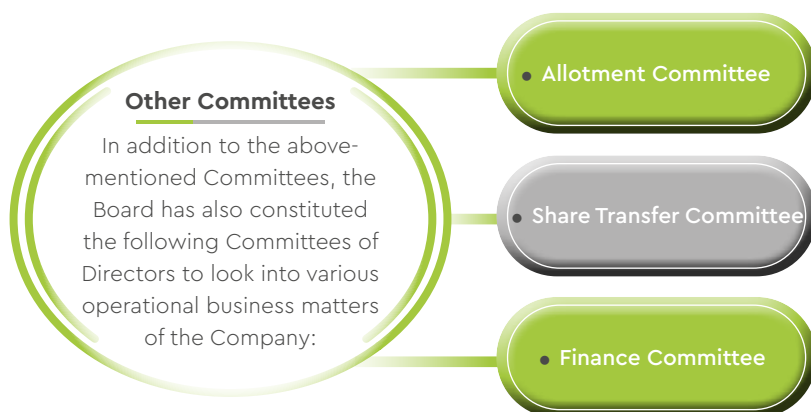 Other Committees
In addition to the above-
mentioned Committees, the
Board has also constituted
the following Committees of
Directors to look into various
operational business matters
of the Company:
• Allotment Committee
• Share Transfer Committee
• Finance Committee